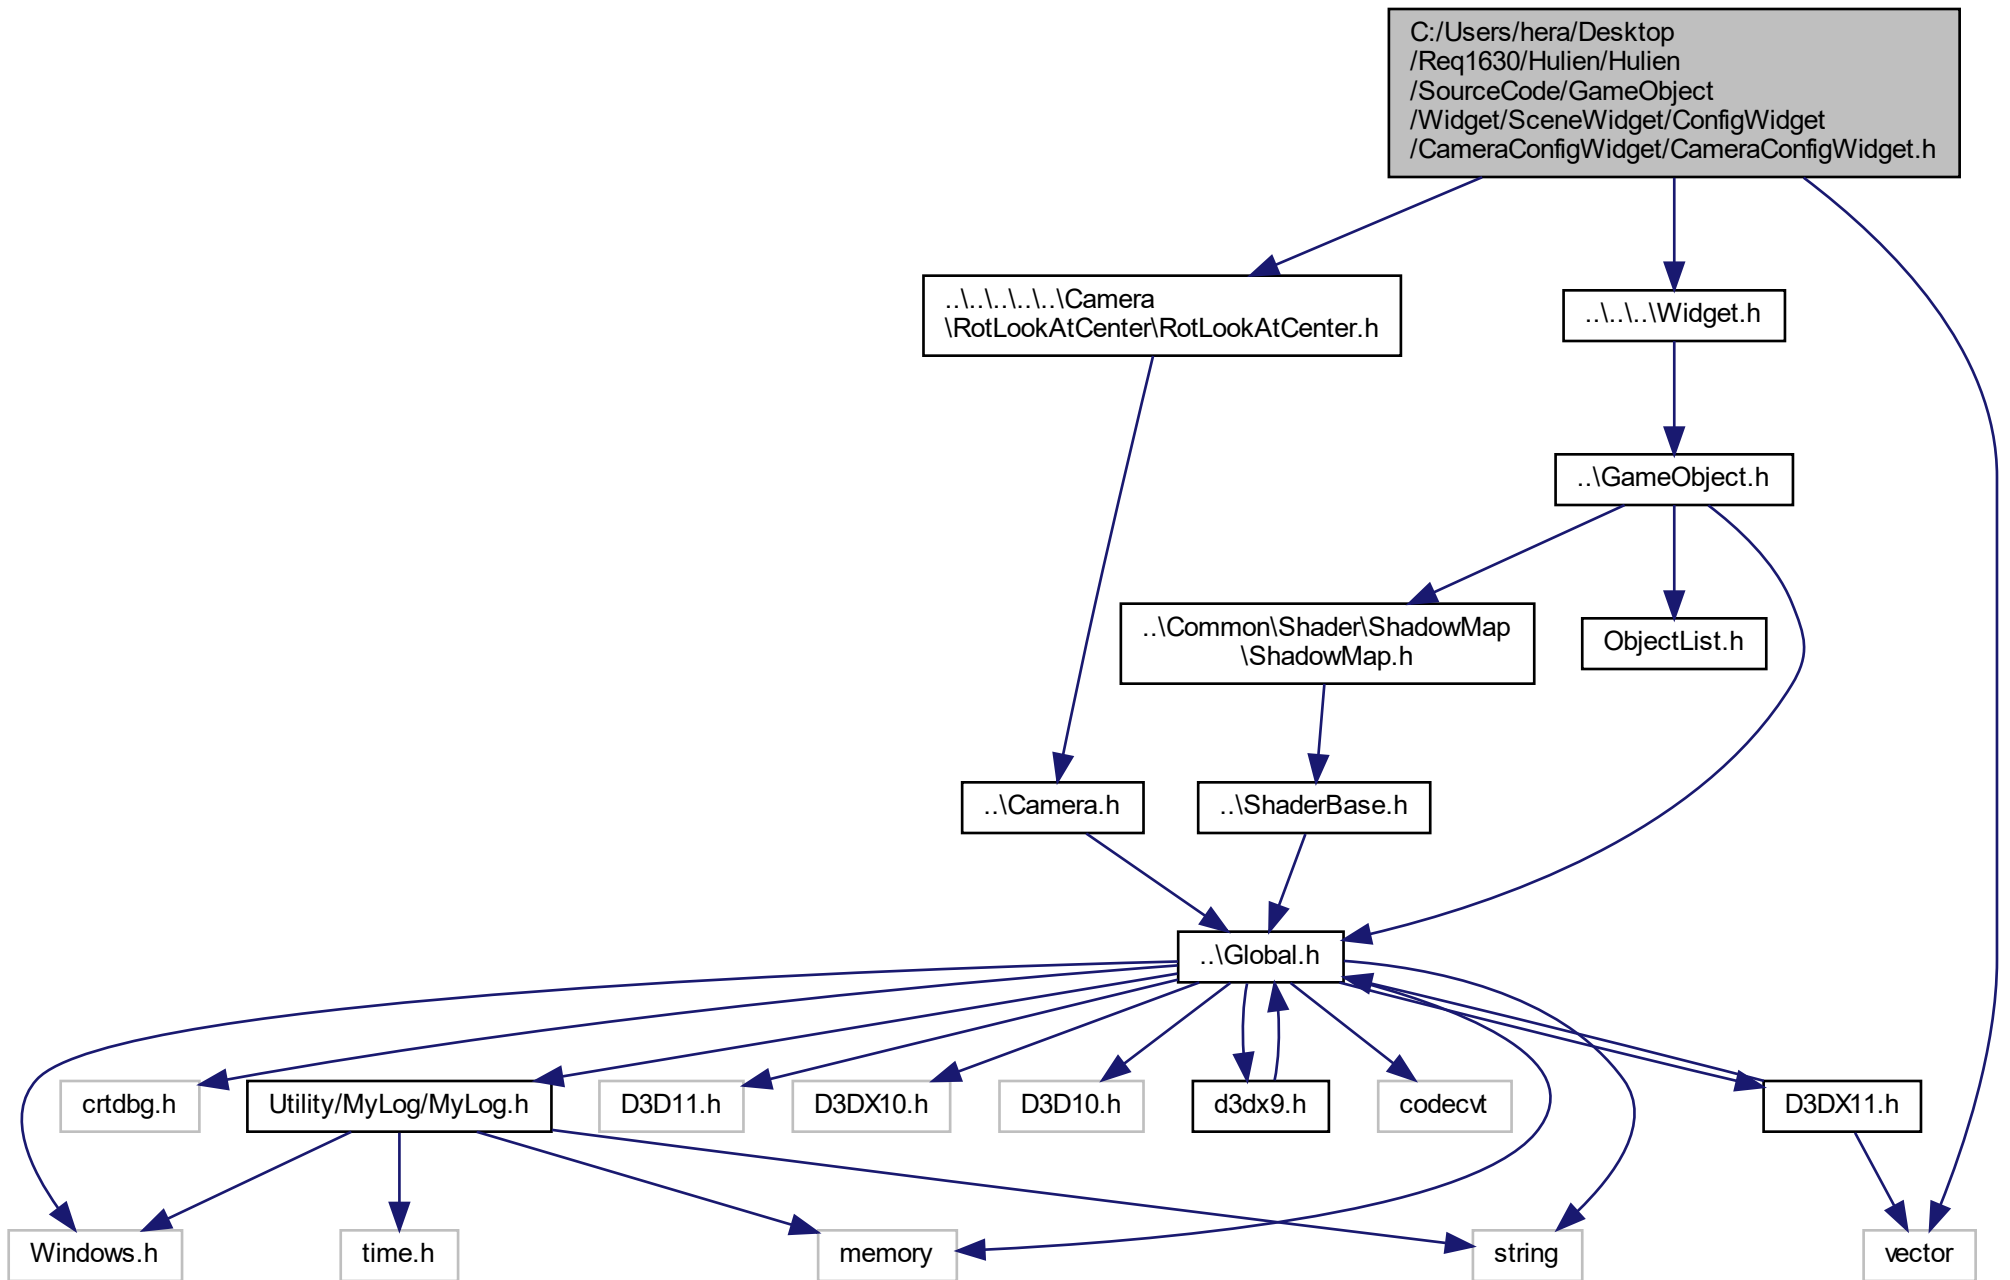 C:/Users/hera/Desktop
/Req1630/Hulien/Hulien
/SourceCode/GameObject
/Widget/SceneWidget/ConfigWidget
/CameraConfigWidget/CameraConfigWidget.h
..\..\..\..\..\Camera
\RotLookAtCenter\RotLookAtCenter.h
..\..\..\Widget.h
..\GameObject.h
..\Common\Shader\ShadowMap
\ShadowMap.h
ObjectList.h
..\Camera.h
..\ShaderBase.h
..\Global.h
crtdbg.h
Utility/MyLog/MyLog.h
D3D11.h
D3DX10.h
D3D10.h
d3dx9.h
codecvt
D3DX11.h
Windows.h
time.h
memory
string
vector